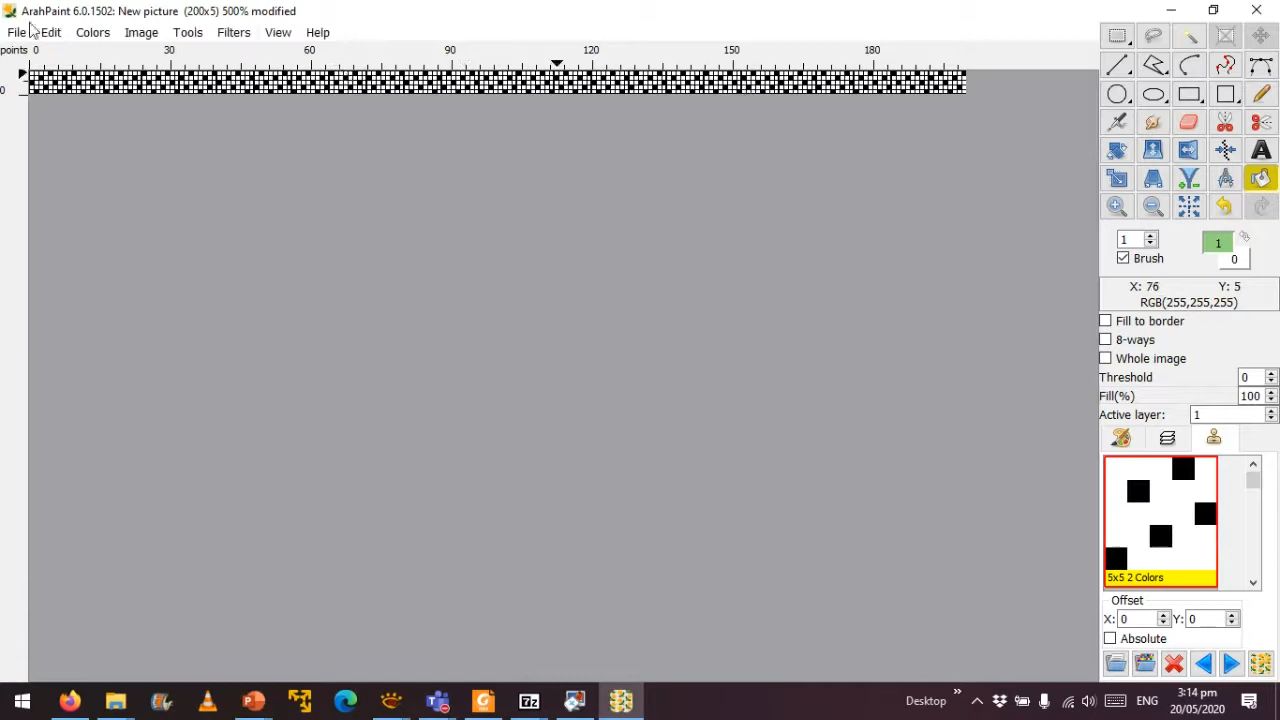 ArahPaint 6.0.1502: New picture (200x5) 500% modified
File Edit Colors Image Tools Filters View Help
points 0 30 60 90 120 150 180
0
1
1
0
Brush
X: 76 Y: 5
RGB(255,255,255)
Fill to border
8-ways
Whole image
Threshold 0
Fill(%) 100
Active layer: 1
5x5 2 Colors
Offset
X: 0 Y: 0
Absolute
Desktop
ENG
3:14 pm
20/05/2020